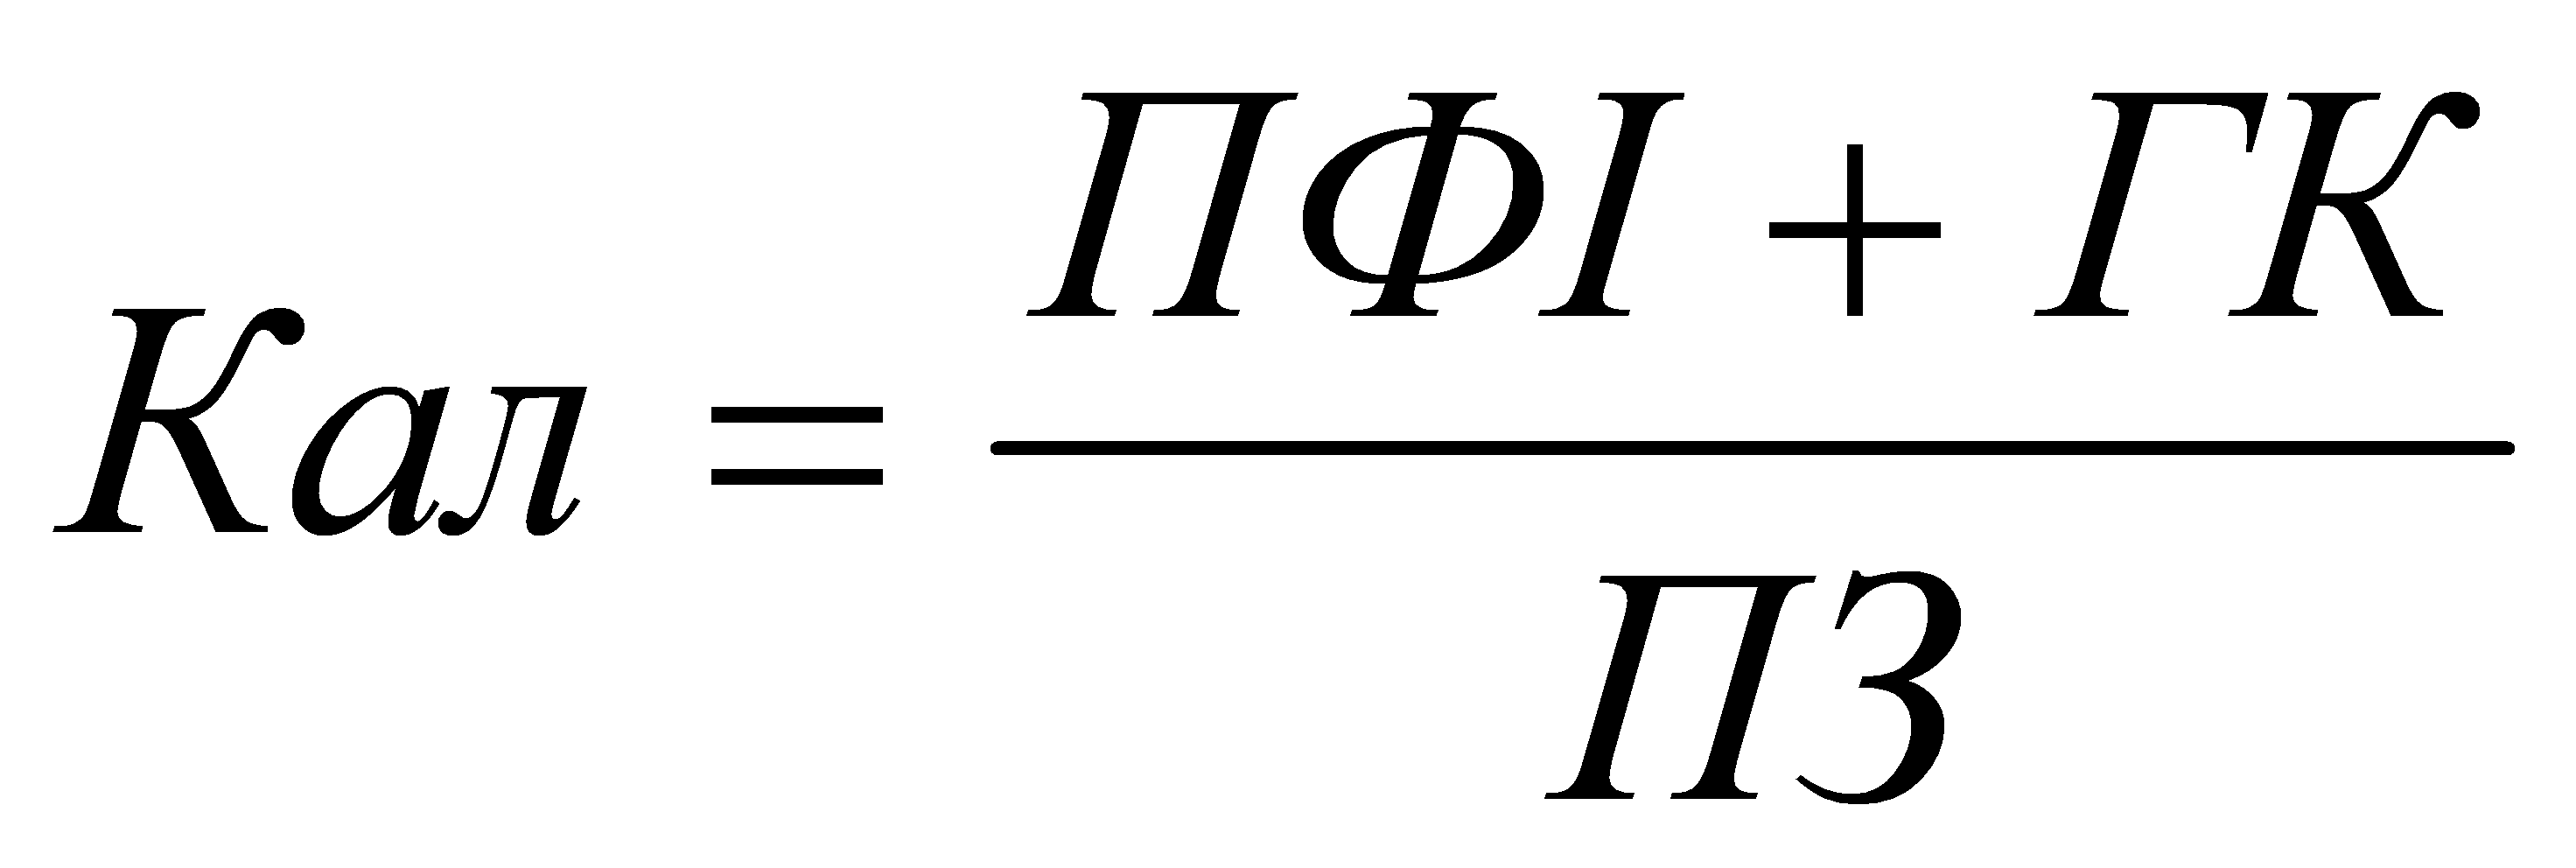 ПФІ + ГК
Кал =
ПЗ